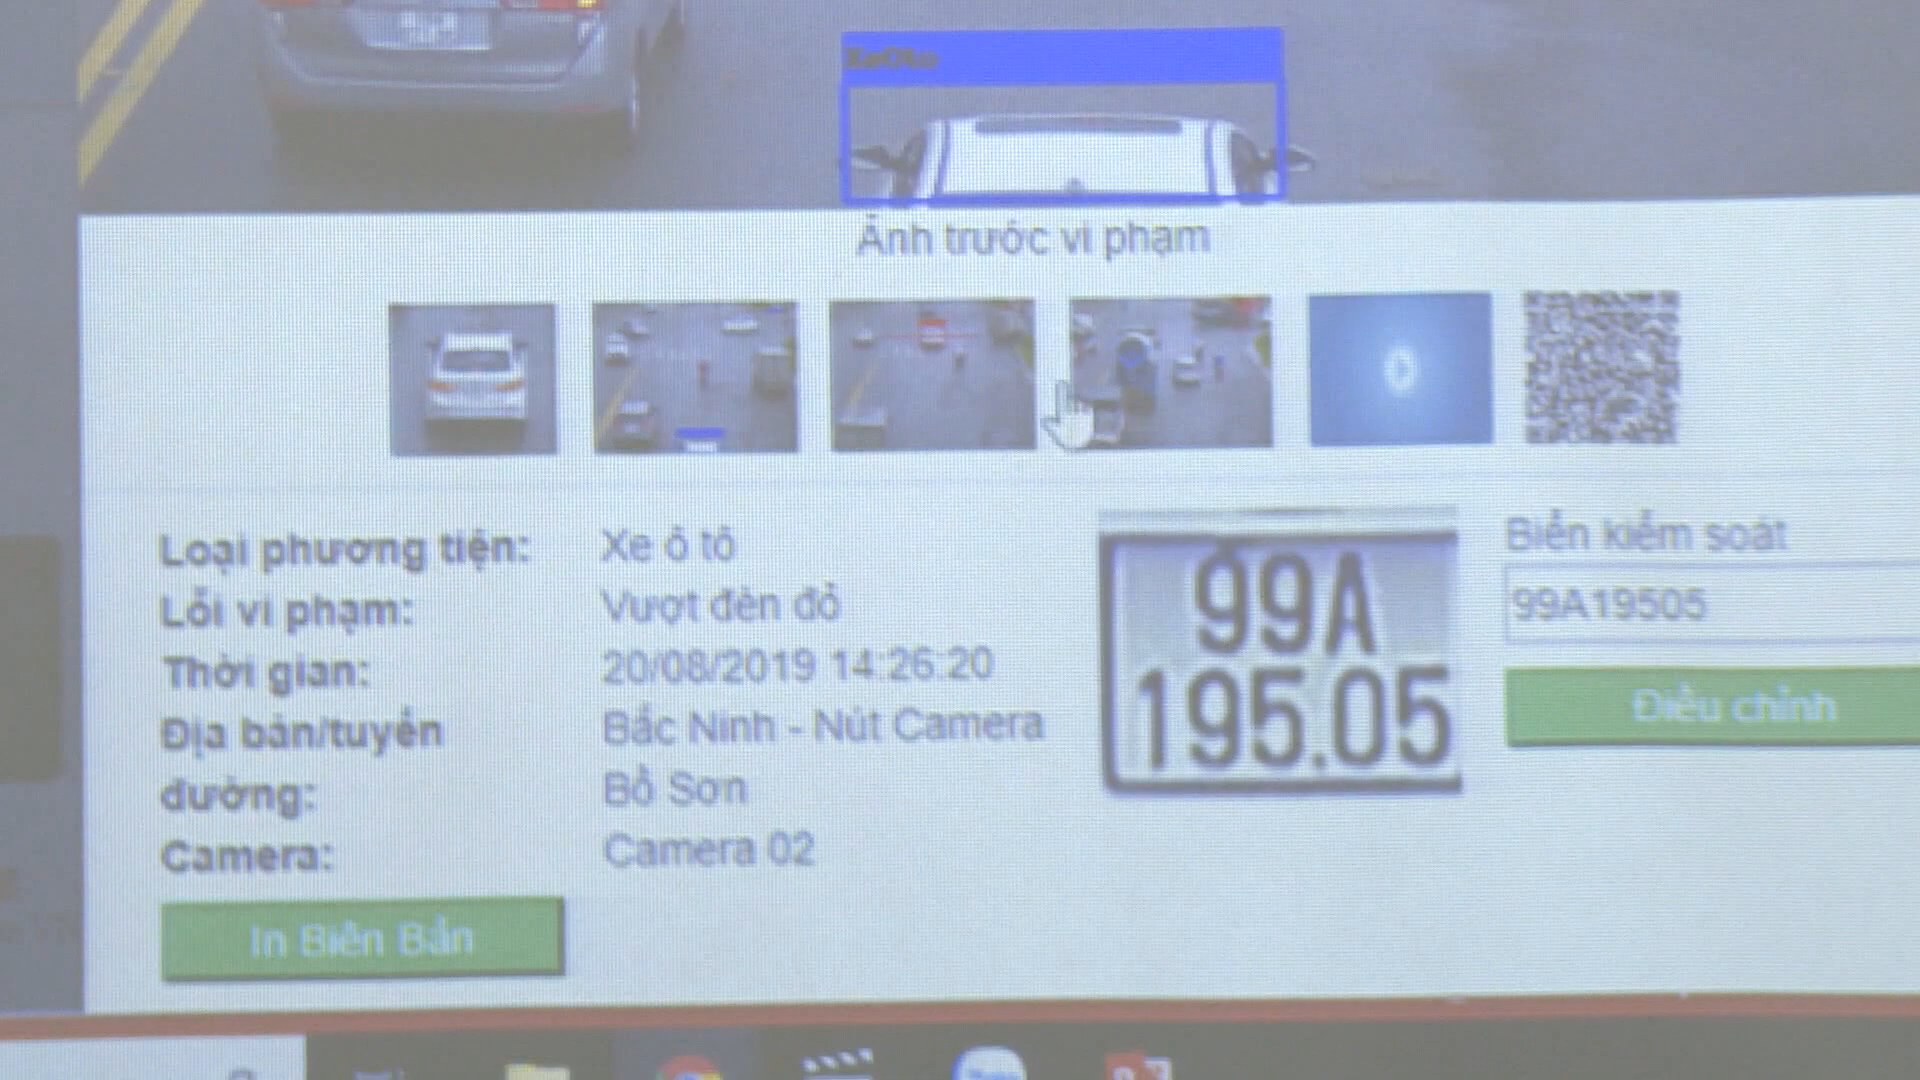 XeOto
Ảnh trước vi phạm
Loại phương tiện: Xe ô tô
Lỗi vi phạm: Vượt đèn đỏ
Thời gian: 20/08/2019 14:26:20
Địa bàn/tuyến đường: Bắc Ninh - Nút Camera Bồ Sơn
Camera: Camera 02
In Biên Bản
99A
195.05
Biển kiểm soát
99A19505
Điều chỉnh